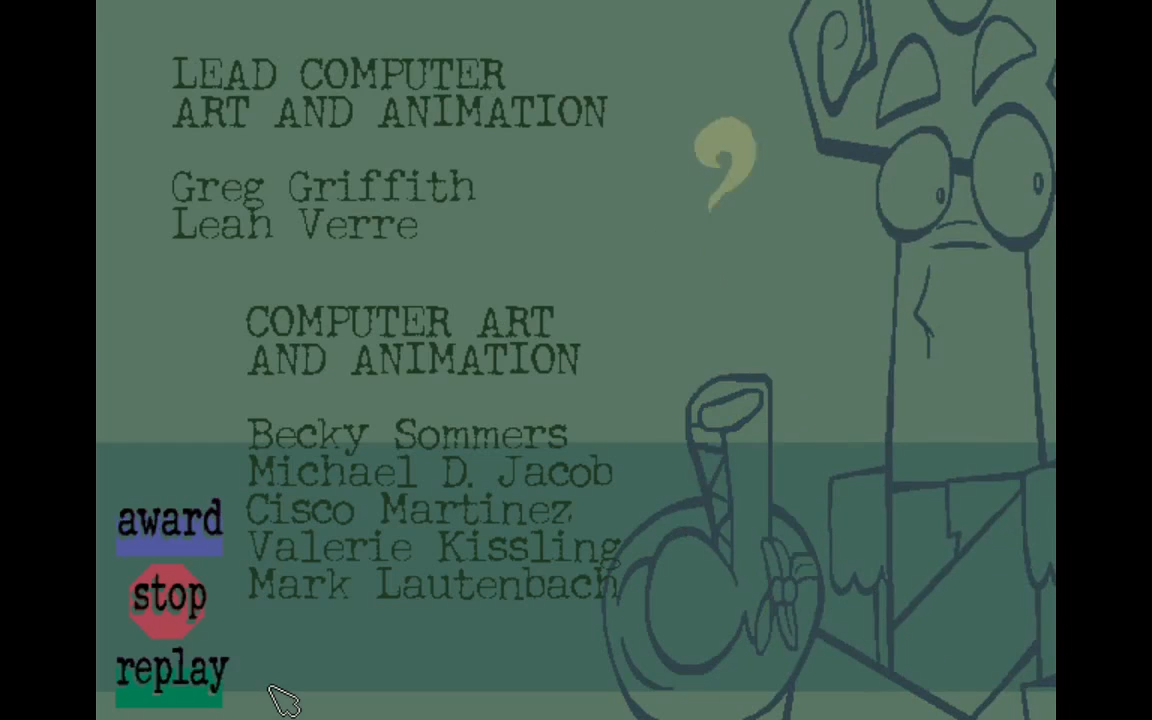 LEAD COMPUTER
ART AND ANIMATION
Greg Griffith
Leah Verre
COMPUTER ART
AND ANIMATION
Becky Sommers
Michael D. Jacob
Cisco Martinez
Valerie Kissling
Mark Lautenbach
award
stop
replay